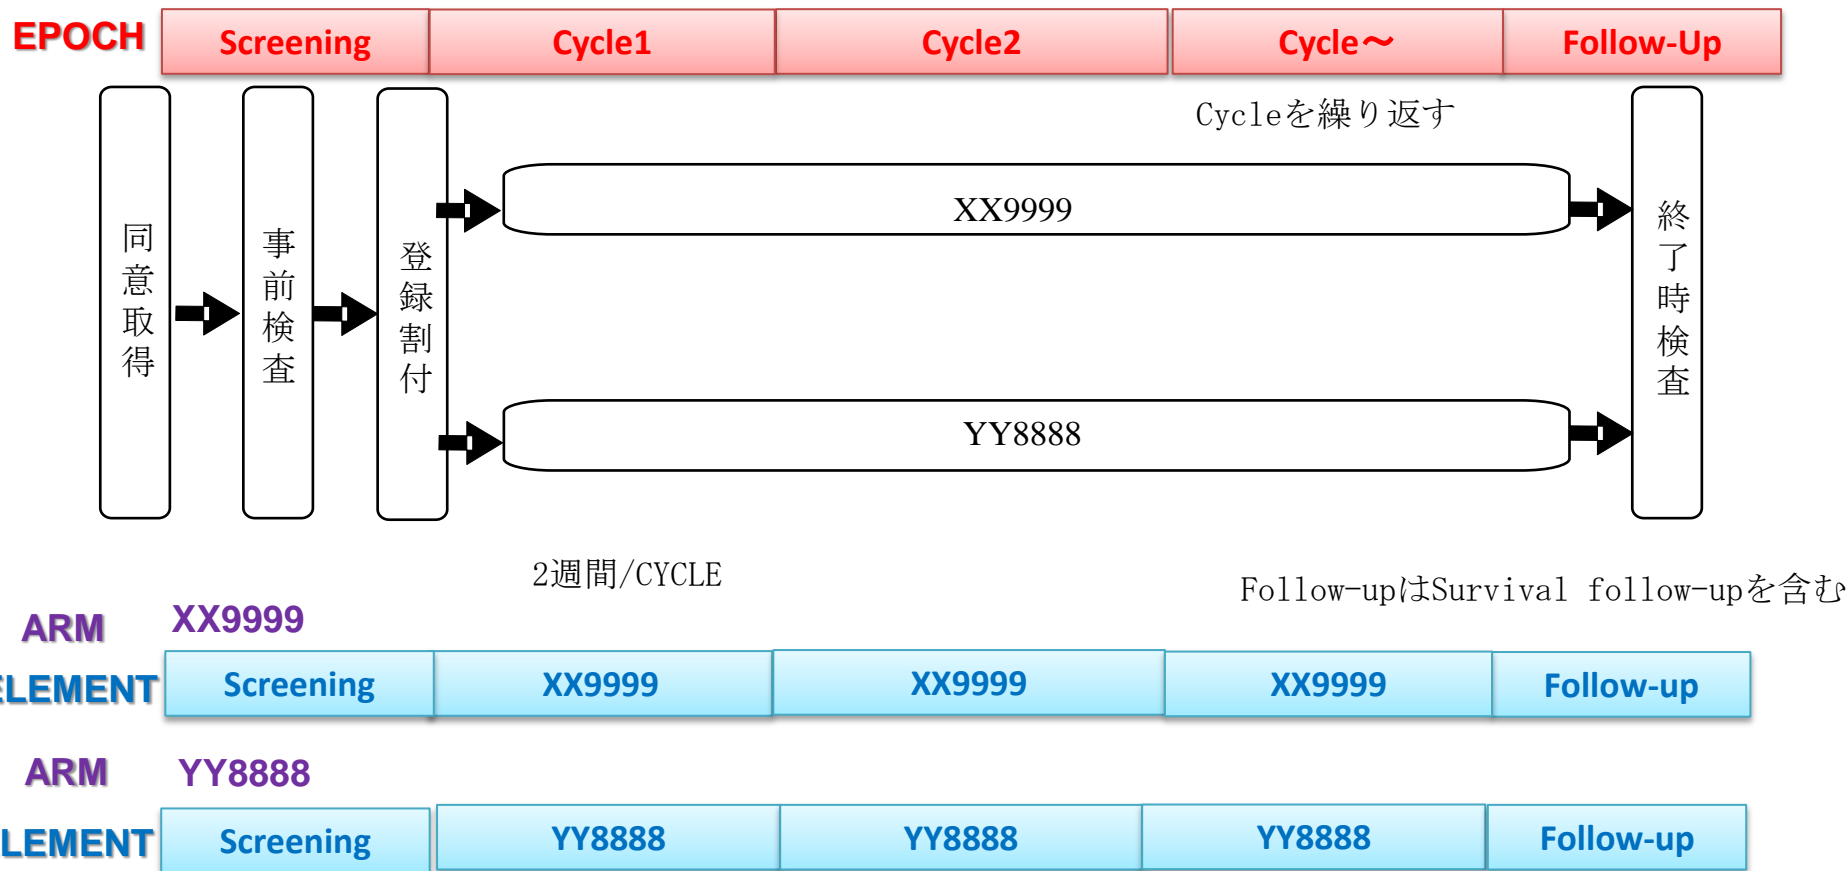 EPOCH Screening Cycle1 Cycle2 Cycle～ Follow-Up
Cycleを繰り返す
同意取得
事前検査
登録割付
XX9999
YY8888
終了時検査
2週間/CYCLE
Follow-upはSurvival follow-upを含む
ARM XX9999
ELEMENT Screening XX9999 XX9999 XX9999 Follow-up
ARM YY8888
LEMENT Screening YY8888 YY8888 YY8888 Follow-up